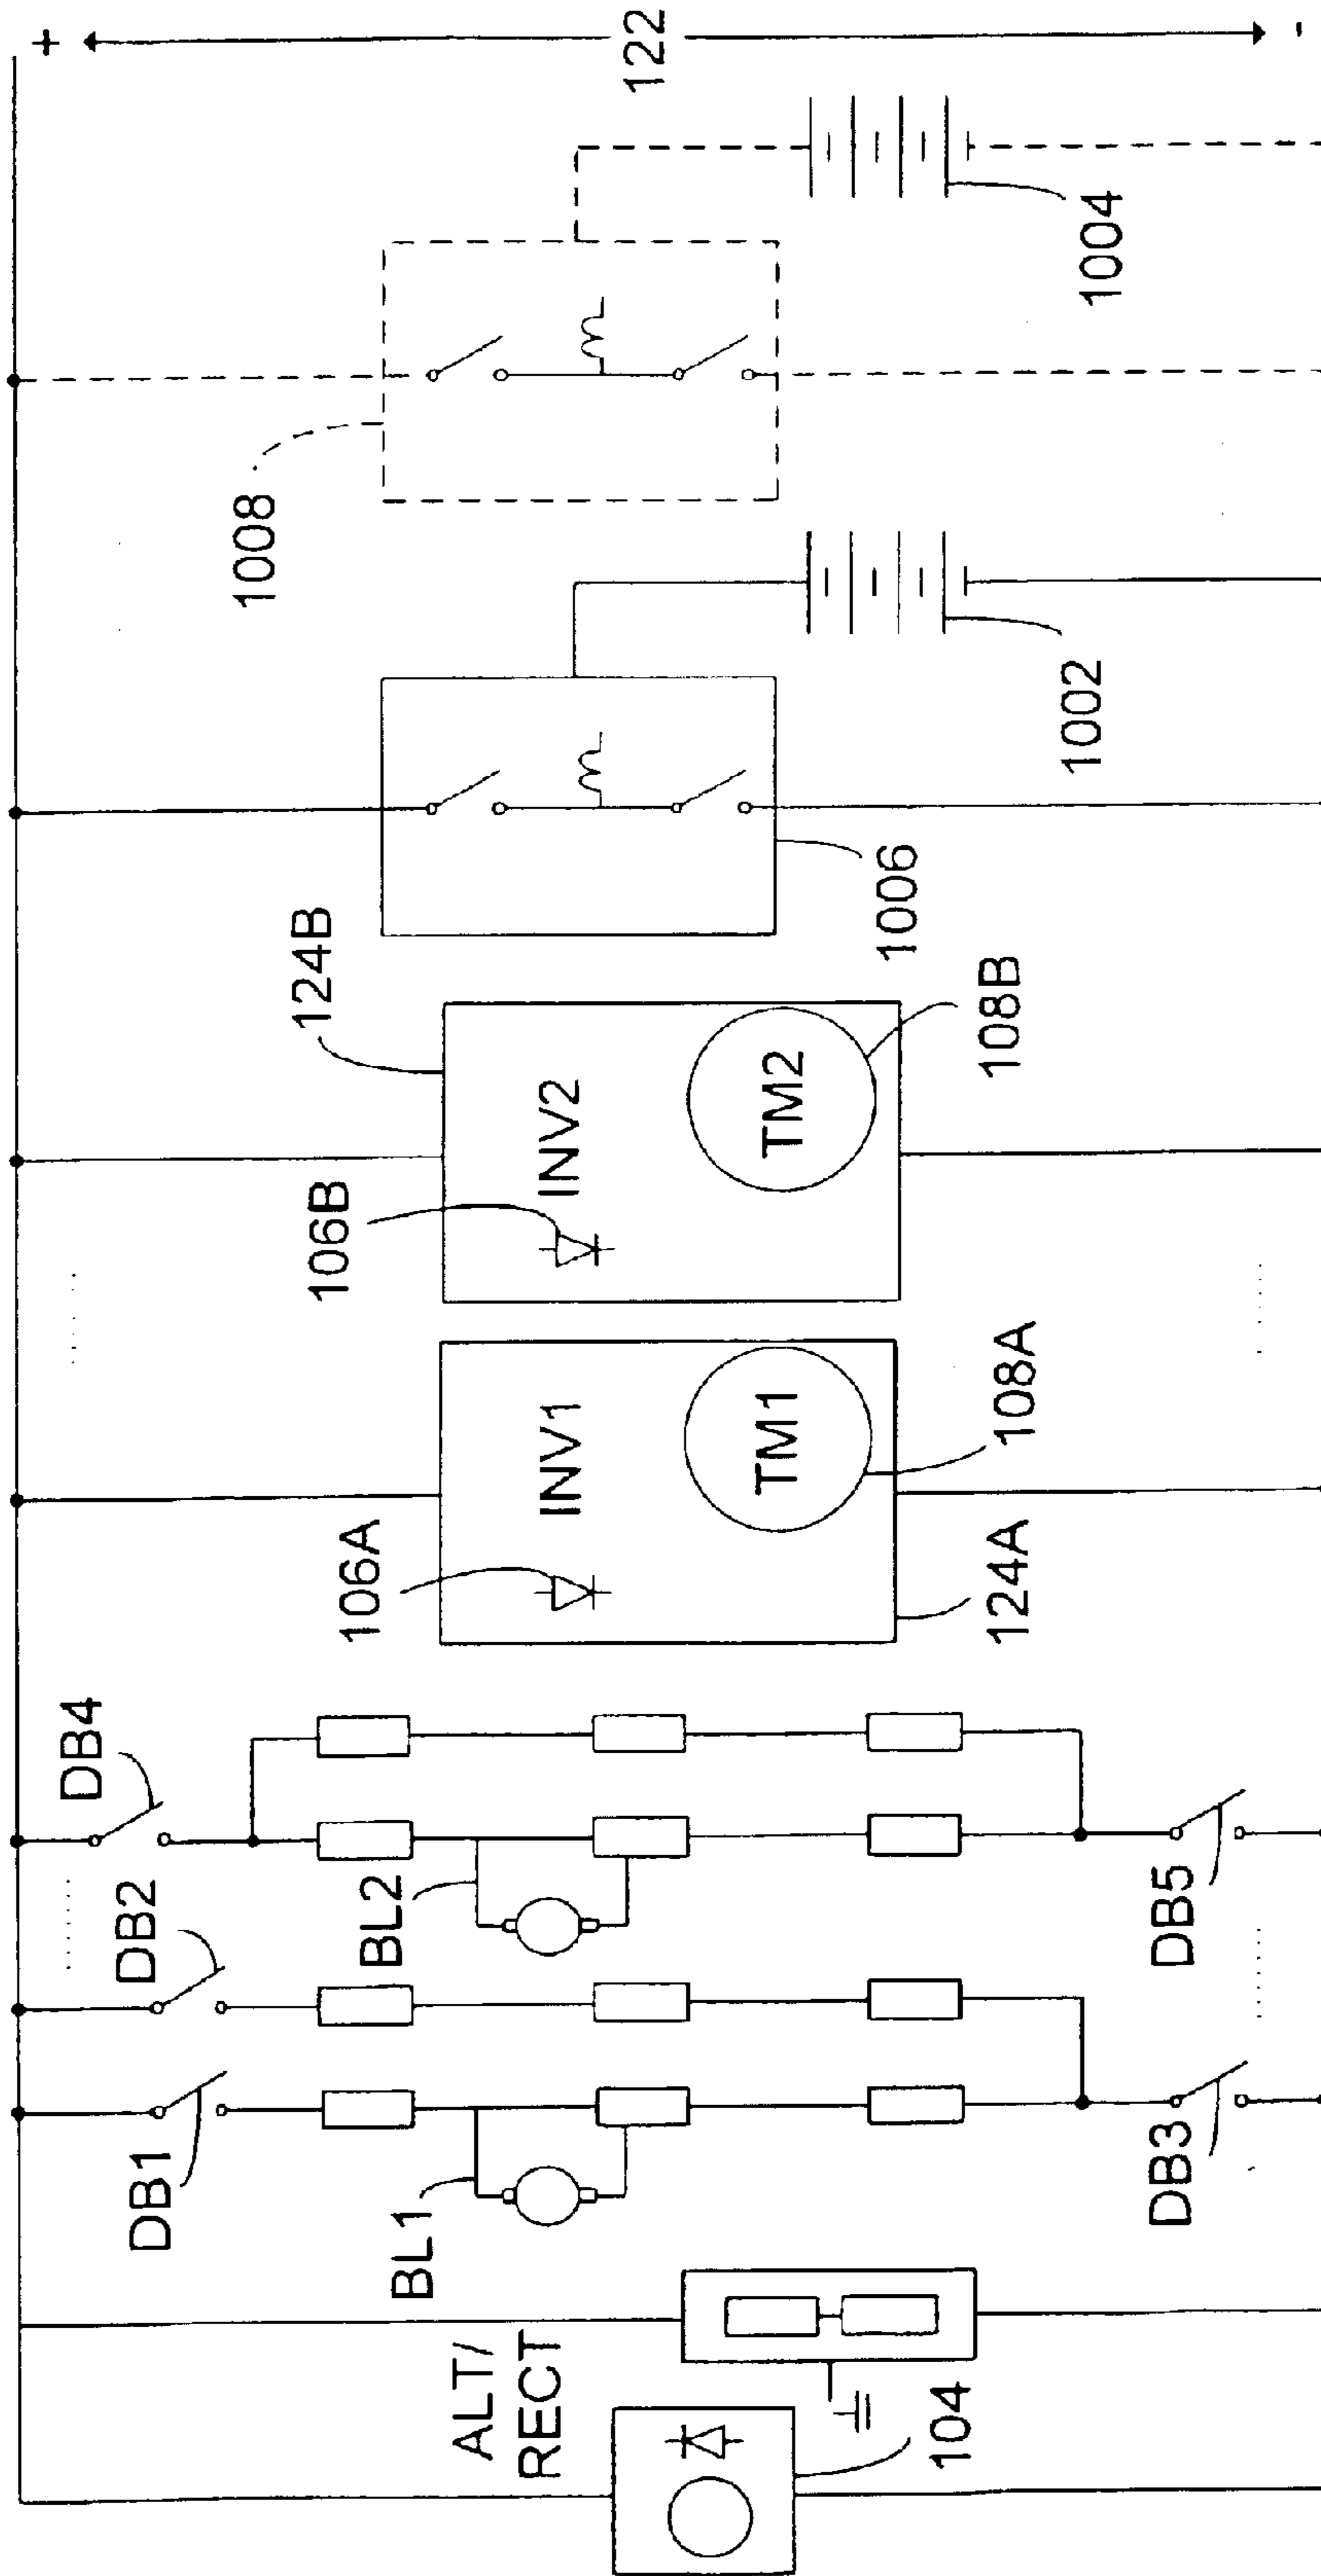 ALT/
RECT
104
BL1
DB1
DB3
DB2
BL2
DB4
DB5
106A
INV1
TM1
124A
108A
106B
INV2
TM2
124B
108B
1006
1002
1008
1004
+
122
-